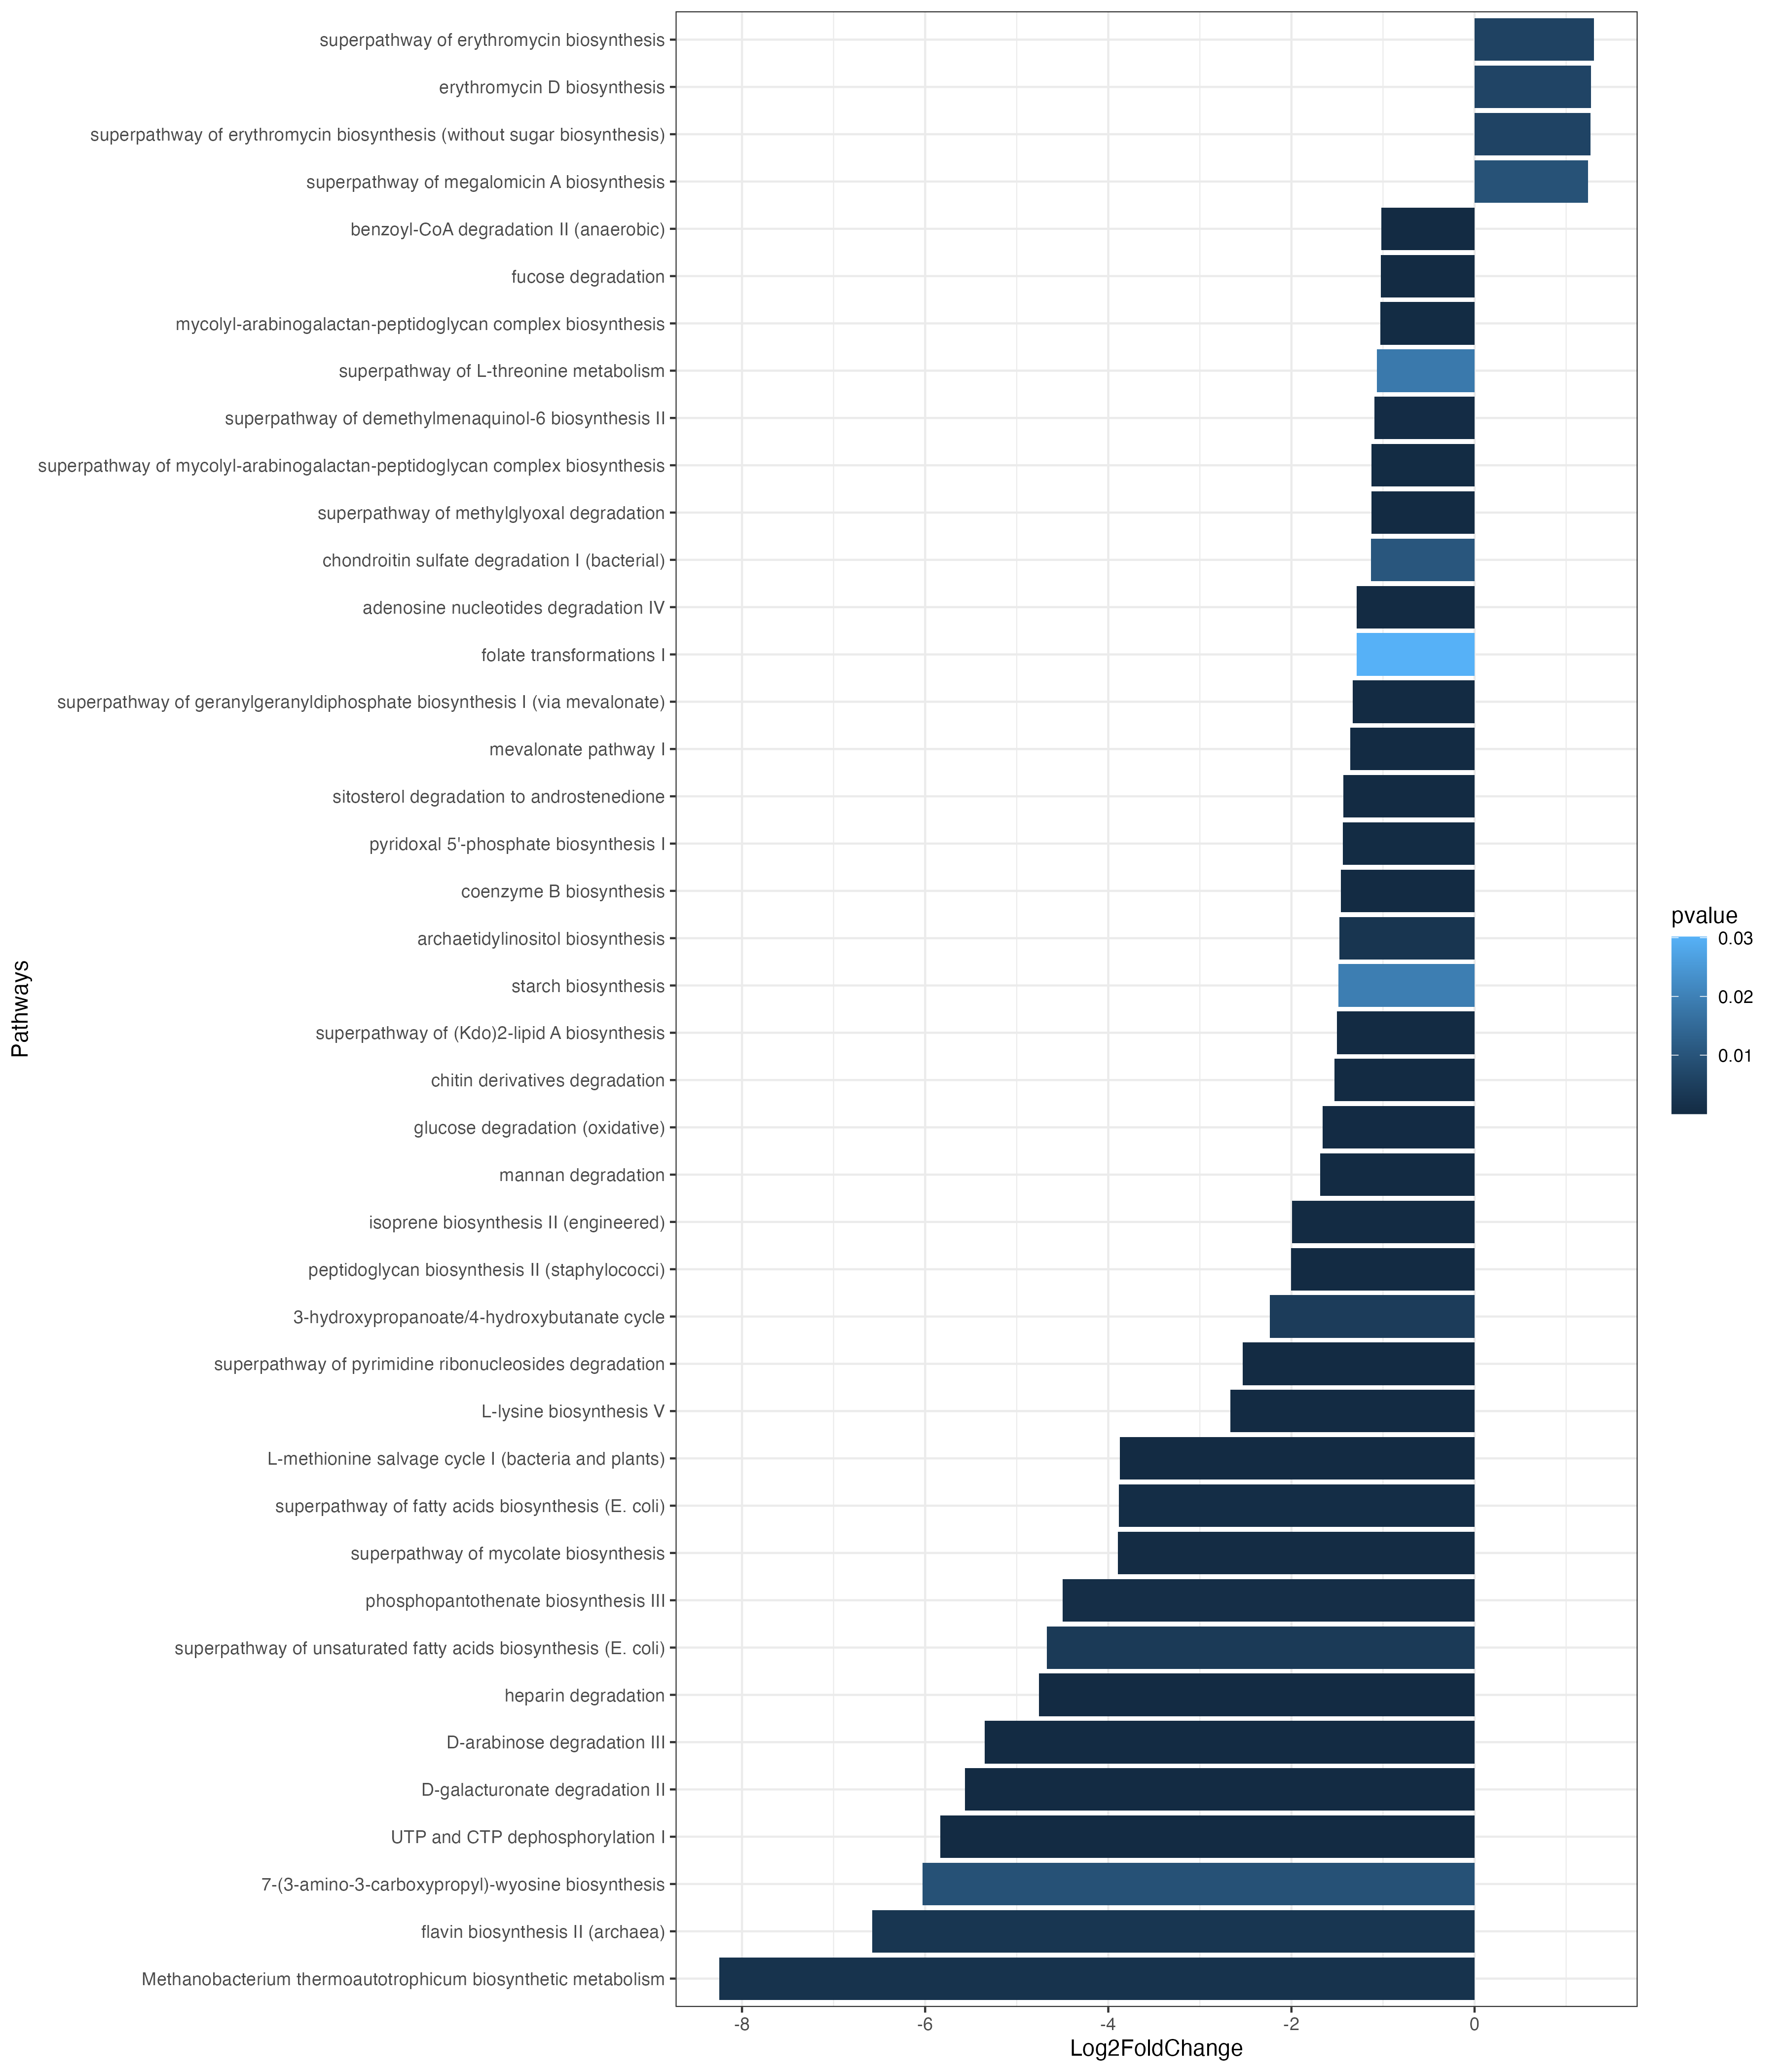 superpathway of erythromycin biosynthesis
erythromycin D biosynthesis
superpathway of erythromycin biosynthesis (without sugar biosynthesis)
superpathway of megalomicin A biosynthesis
benzoyl-CoA degradation II (anaerobic)
fucose degradation
mycolyl-arabinogalactan-peptidoglycan complex biosynthesis
superpathway of L-threonine metabolism
superpathway of demethylmenaquinol-6 biosynthesis II
superpathway of mycolyl-arabinogalactan-peptidoglycan complex biosynthesis
superpathway of methylglyoxal degradation
chondroitin sulfate degradation I (bacterial)
adenosine nucleotides degradation IV
folate transformations I
superpathway of geranylgeranyldiphosphate biosynthesis I (via mevalonate)
mevalonate pathway I
sitosterol degradation to androstenedione
pyridoxal 5'-phosphate biosynthesis I
coenzyme B biosynthesis
archaetidylinositol biosynthesis
starch biosynthesis
superpathway of (Kdo)2-lipid A biosynthesis
chitin derivatives degradation
glucose degradation (oxidative)
mannan degradation
isoprene biosynthesis II (engineered)
peptidoglycan biosynthesis II (staphylococci)
3-hydroxypropanoate/4-hydroxybutanate cycle
superpathway of pyrimidine ribonucleosides degradation
L-lysine biosynthesis V
L-methionine salvage cycle I (bacteria and plants)
superpathway of fatty acids biosynthesis (E. coli)
superpathway of mycolate biosynthesis
phosphopantothenate biosynthesis III
superpathway of unsaturated fatty acids biosynthesis (E. coli)
heparin degradation
D-arabinose degradation III
D-galacturonate degradation II
UTP and CTP dephosphorylation I
7-(3-amino-3-carboxypropyl)-wyosine biosynthesis
flavin biosynthesis II (archaea)
Methanobacterium thermoautotrophicum biosynthetic metabolism
Pathways
-8 -6 -4 -2 0
Log2FoldChange
pvalue
0.03
0.02
0.01